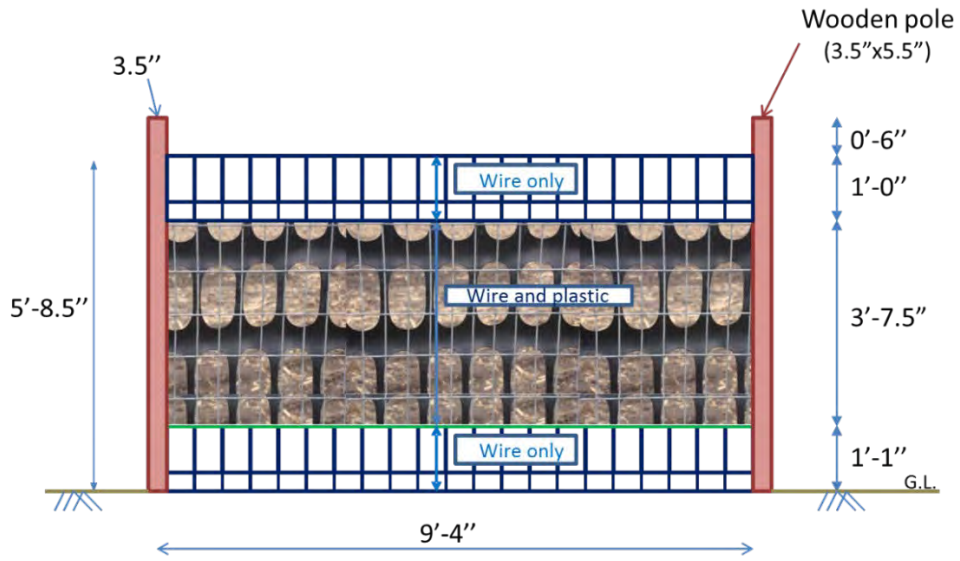 Wooden pole
(3.5”x5.5”)
3.5’’
0’-6’’
1’-0’’
Wire only
5’-8.5’’
Wire and plastic
3’-7.5’’
Wire only
1’-1’’
G.L.
9’-4’’